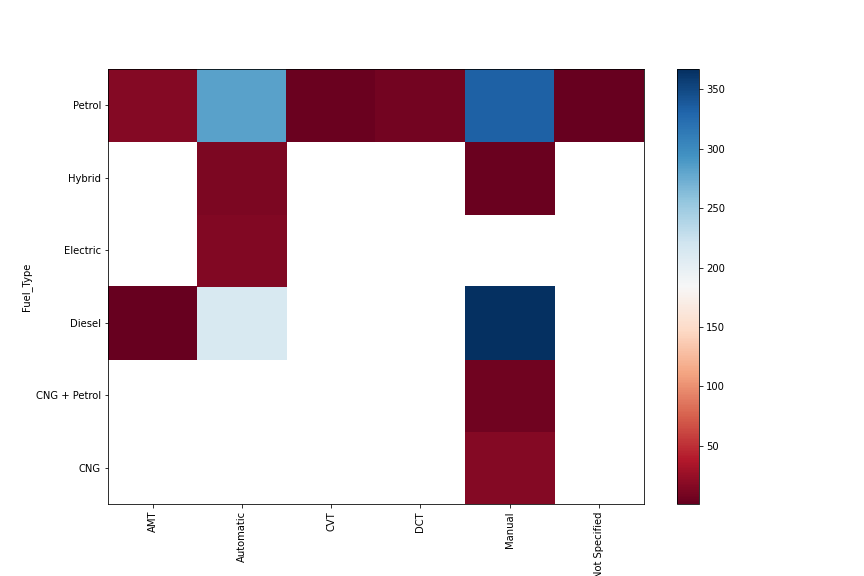 Petrol
Hybrid
Electric
Diesel
CNG + Petrol
CNG
Fuel_Type
AMT
Automatic
CVT
DCT
Manual
Not Specified
350
300
250
200
150
100
50